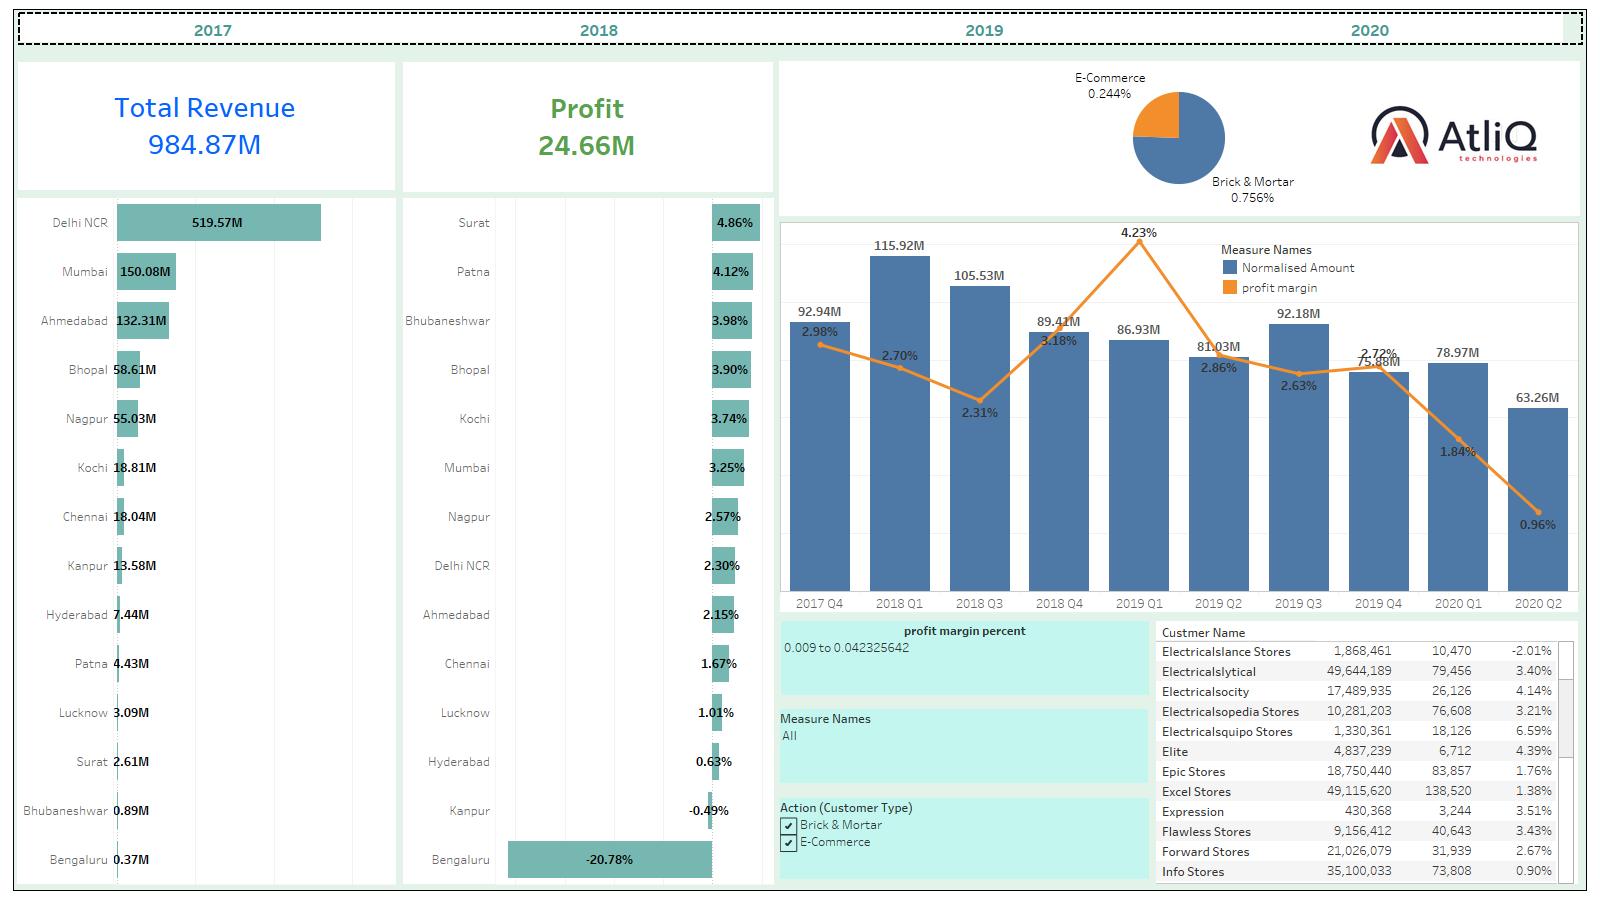 2017 2018 2019 2020
Total Revenue
984.87M
Profit
24.66M
E-Commerce
0.244%
Brick & Mortar
0.756%
AtliQ
technologies
Delhi NCR 519.57M
Mumbai 150.08M
Ahmedabad 132.31M
Bhopal 58.61M
Nagpur 55.03M
Kochi 18.81M
Chennai 18.04M
Kanpur 13.58M
Hyderabad 7.44M
Patna 4.43M
Lucknow 3.09M
Surat 2.61M
Bhubaneshwar 0.89M
Bengaluru 0.37M
Surat 4.86%
Patna 4.12%
Bhubaneshwar 3.98%
Bhopal 3.90%
Kochi 3.74%
Mumbai 3.25%
Nagpur 2.57%
Delhi NCR 2.30%
Ahmedabad 2.15%
Chennai 1.67%
Lucknow 1.01%
Hyderabad 0.63%
Kanpur -0.49%
Bengaluru -20.78%
Measure Names
Normalised Amount
profit margin
92.94M 115.92M 105.53M 89.41M 86.93M 81.03M 92.18M 75.88M 78.97M 63.26M
2.98% 2.70% 2.31% 3.18% 4.23% 2.86% 2.63% 2.72% 1.84% 0.96%
2017 Q4 2018 Q1 2018 Q3 2018 Q4 2019 Q1 2019 Q2 2019 Q3 2019 Q4 2020 Q1 2020 Q2
profit margin percent
0.009 to 0.042325642
Measure Names
All
Action (Customer Type)
Brick & Mortar
E-Commerce
Custmer Name
Electricalslance Stores 1,868,461 10,470 -2.01%
Electricalslytical 49,644,189 79,456 3.40%
Electricalsocity 17,489,935 26,126 4.14%
Electricalsopedia Stores 10,281,203 76,608 3.21%
Electricalsquipo Stores 1,330,361 18,126 6.59%
Elite 4,837,239 6,712 4.39%
Epic Stores 18,750,440 83,857 1.76%
Excel Stores 49,115,620 138,520 1.38%
Expression 430,368 3,244 3.51%
Flawless Stores 9,156,412 40,643 3.43%
Forward Stores 21,026,079 31,939 2.67%
Info Stores 35,100,033 73,808 0.90%